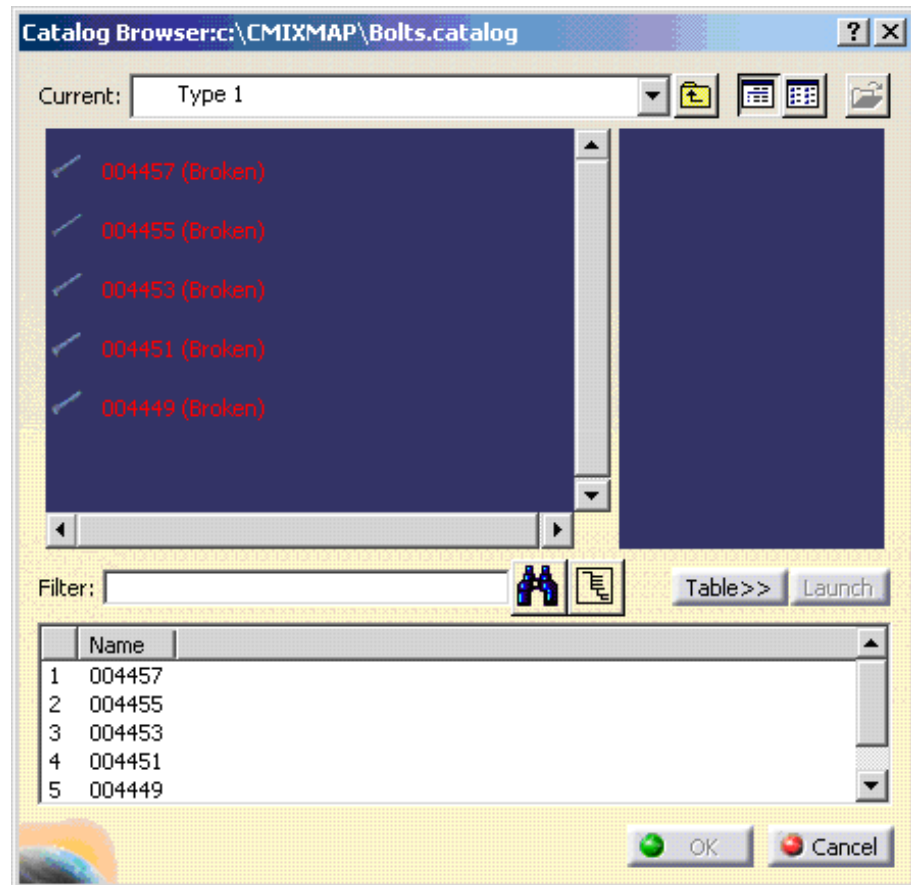 Catalog Browser:c:\CMIXMAP\Bolts.catalog
Current: Type 1
004457 (Broken)
004455 (Broken)
004453 (Broken)
004451 (Broken)
004449 (Broken)
Filter: Table>> Launch
Name
1 004457
2 004455
3 004453
4 004451
5 004449
OK Cancel